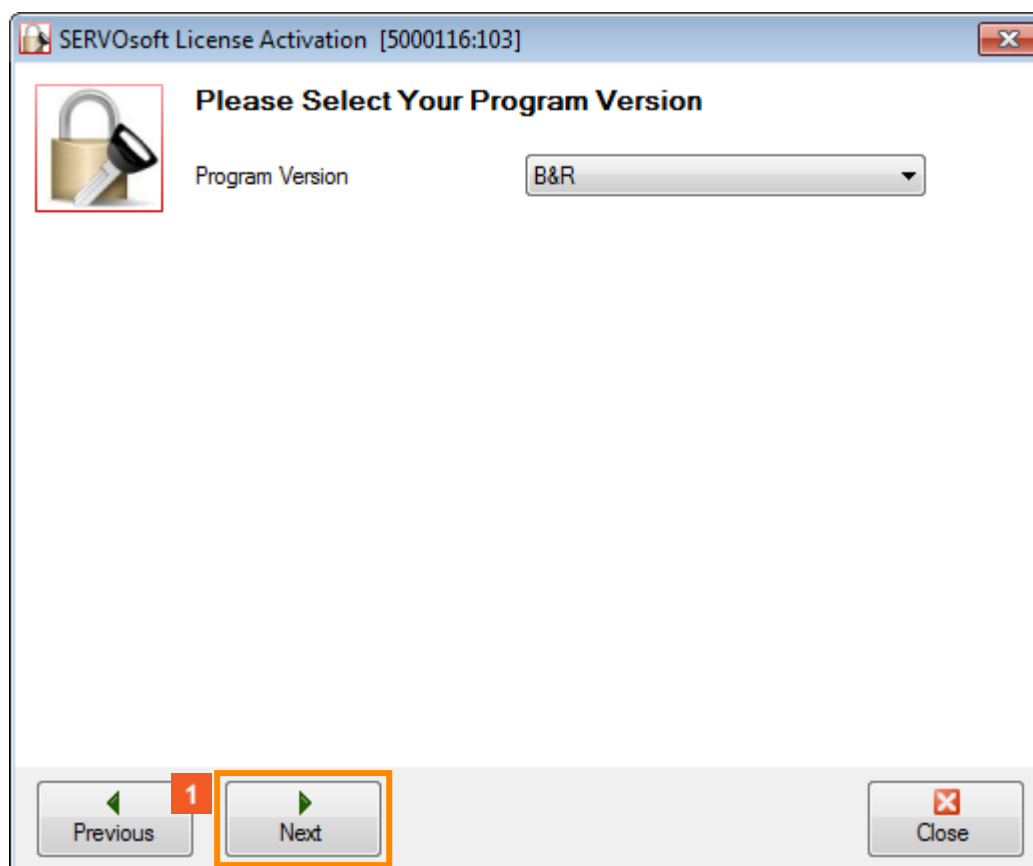 SERVOsoft License Activation [5000116:103]
Please Select Your Program Version
Program Version B&R
1
Previous Next Close